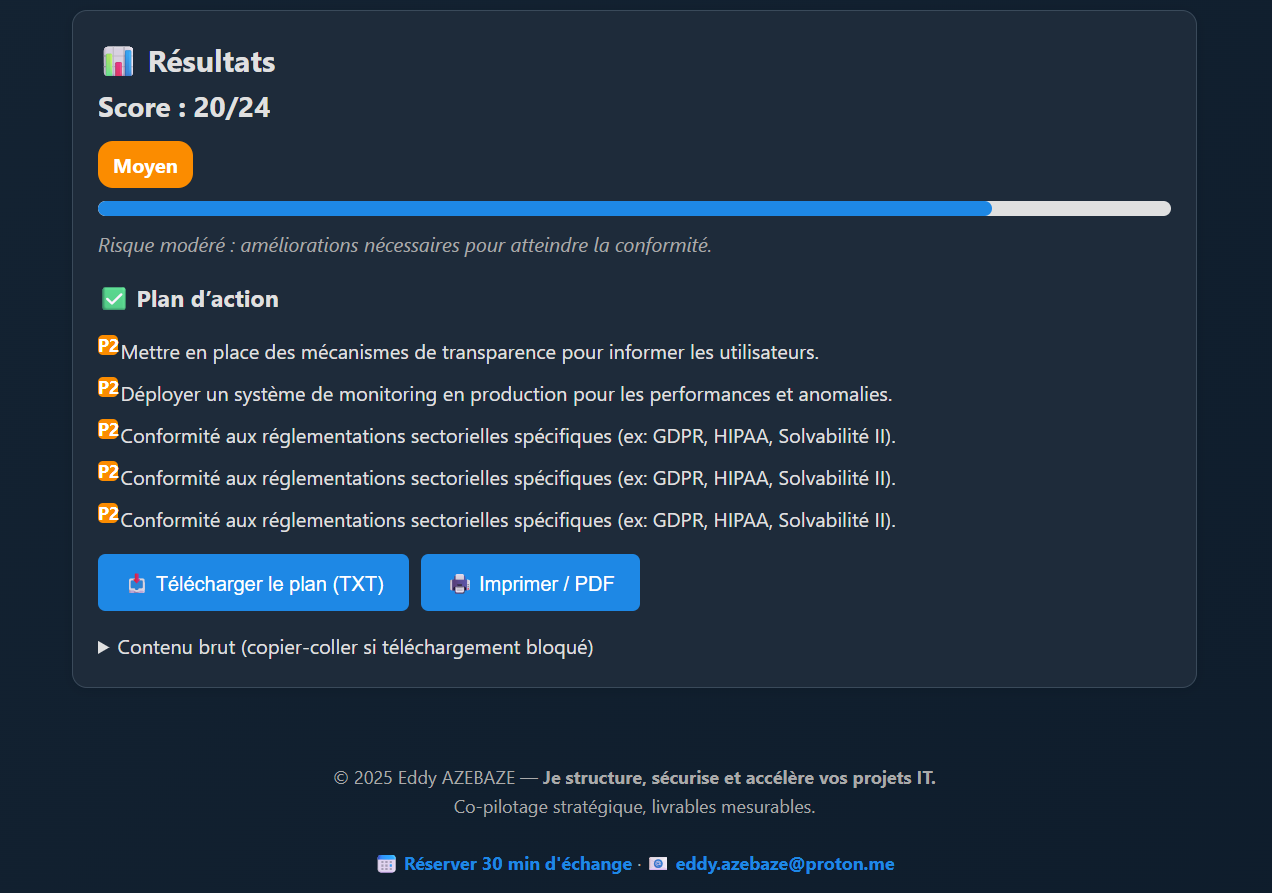 Résultats
Score : 20/24
Moyen
Risque modéré : améliorations nécessaires pour atteindre la conformité.
Plan d’action
P2 Mettre en place des mécanismes de transparence pour informer les utilisateurs.
P2 Déployer un système de monitoring en production pour les performances et anomalies.
P2 Conformité aux réglementations sectorielles spécifiques (ex: GDPR, HIPAA, Solvabilité II).
P2 Conformité aux réglementations sectorielles spécifiques (ex: GDPR, HIPAA, Solvabilité II).
P2 Conformité aux réglementations sectorielles spécifiques (ex: GDPR, HIPAA, Solvabilité II).
Télécharger le plan (TXT) Imprimer / PDF
Contenu brut (copier-coller si téléchargement bloqué)
© 2025 Eddy AZEBAZE — Je structure, sécurise et accélère vos projets IT.
Co-pilotage stratégique, livrables mesurables.
Réserver 30 min d'échange · eddy.azebaze@proton.me